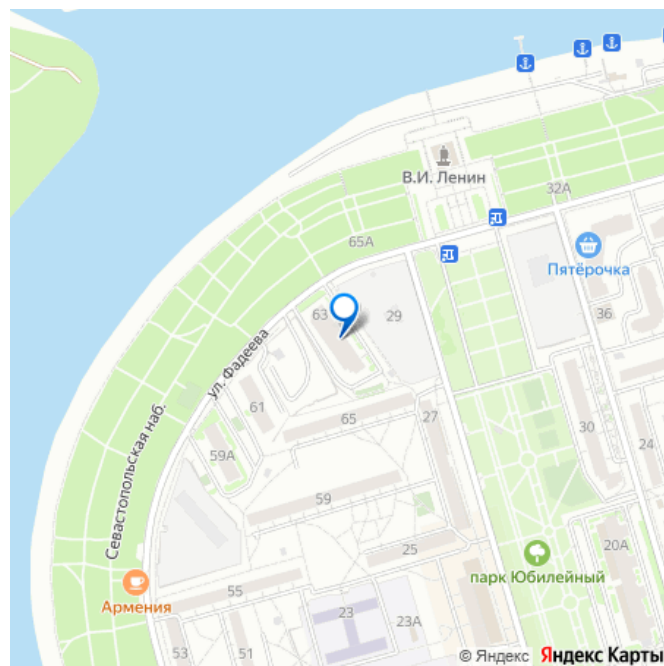 В.И. Ленин
32А
65А
Пятёрочка
63
29
36
ул. Фадеева
61
65
27
30
24
59А
Севастопольская наб.
59
20А
25
парк Юбилейный
Армения
55
23
23А
53
51
© Яндекс Яндекс Карты